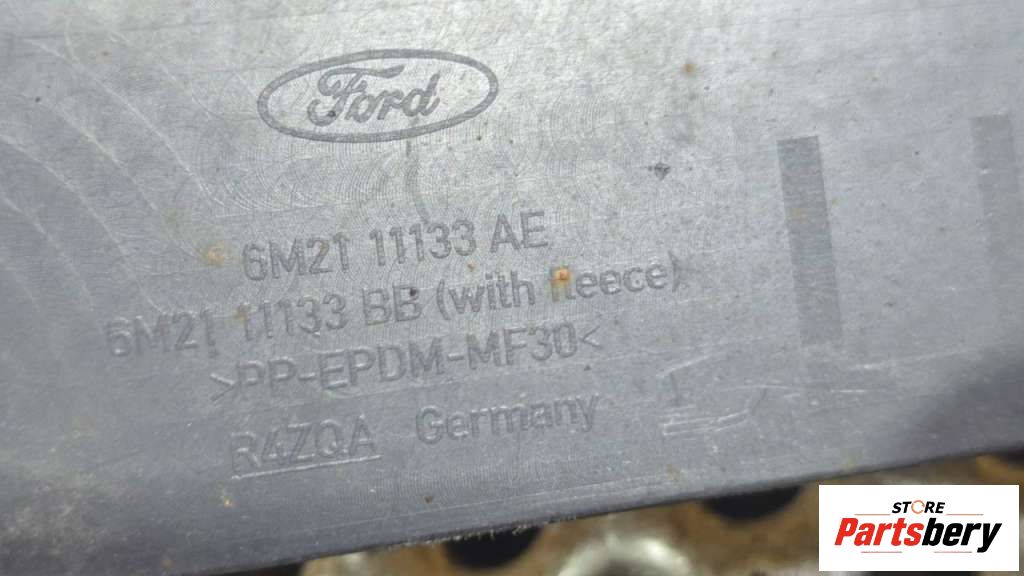 Ford
6M21 11133 AE
6M21 11133 BB (with fleece)
>PP-EPDM-MF30<
R4ZQA Germany
STORE
Partsbery